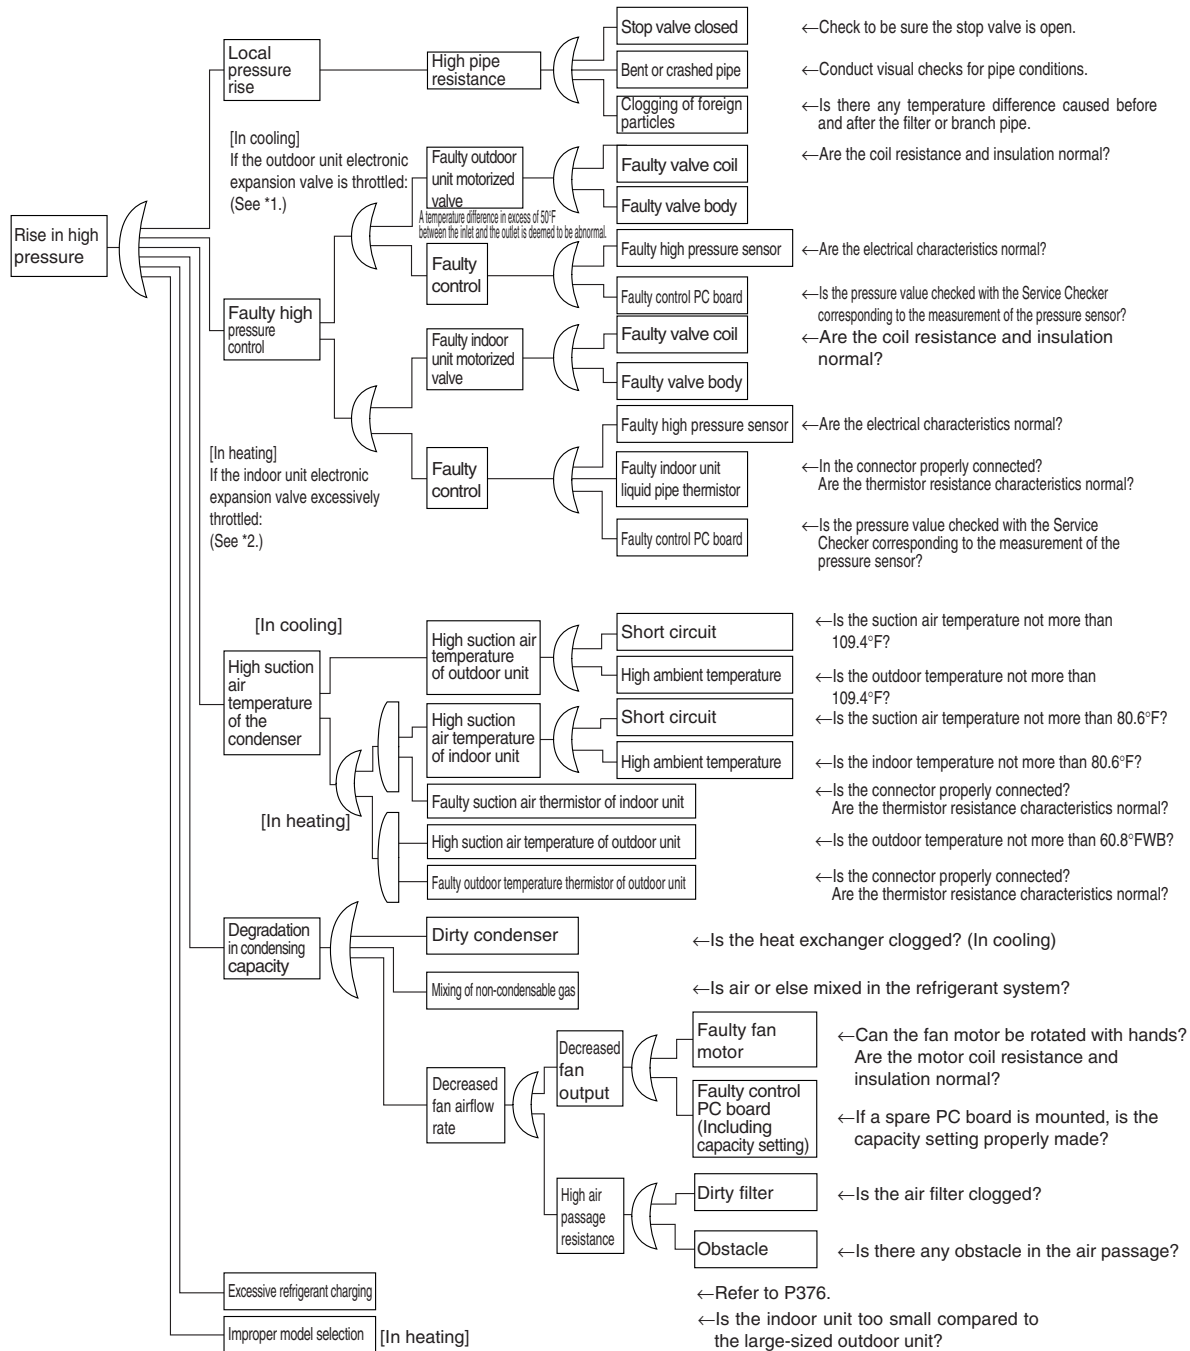 Rise in high
pressure
Local
pressure
rise
High pipe
resistance
Stop valve closed
←Check to be sure the stop valve is open.
Bent or crashed pipe
←Conduct visual checks for pipe conditions.
Clogging of foreign
particles
←Is there any temperature difference caused before
and after the filter or branch pipe.
[In cooling]
If the outdoor unit electronic
expansion valve is throttled:
(See *1.)
Faulty high
pressure
control
Faulty outdoor
unit motorized
valve
A temperature difference in excess of 50°F
between the inlet and the outlet is deemed to be abnormal.
Faulty valve coil
←Are the coil resistance and insulation normal?
Faulty valve body
Faulty
control
Faulty high pressure sensor
←Are the electrical characteristics normal?
Faulty control PC board
←Is the pressure value checked with the Service Checker
corresponding to the measurement of the pressure sensor?
Faulty indoor
unit motorized
valve
Faulty valve coil
←Are the coil resistance and insulation
normal?
Faulty valve body
[In heating]
If the indoor unit electronic
expansion valve excessively
throttled:
(See *2.)
Faulty
control
Faulty high pressure sensor
←Are the electrical characteristics normal?
Faulty indoor unit
liquid pipe thermistor
←In the connector properly connected?
Are the thermistor resistance characteristics normal?
Faulty control PC board
←Is the pressure value checked with the Service
Checker corresponding to the measurement of the
pressure sensor?
[In cooling]
High suction
air
temperature
of the
condenser
High suction air
temperature
of outdoor unit
Short circuit
←Is the suction air temperature not more than
109.4°F?
High ambient temperature
←Is the outdoor temperature not more than
109.4°F?
[In heating]
High suction
air temperature
of indoor unit
Short circuit
←Is the suction air temperature not more than 80.6°F?
High ambient temperature
←Is the indoor temperature not more than 80.6°F?
Faulty suction air thermistor of indoor unit
←Is the connector properly connected?
Are the thermistor resistance characteristics normal?
High suction air temperature of outdoor unit
←Is the outdoor temperature not more than 60.8°FWB?
Faulty outdoor temperature thermistor of outdoor unit
←Is the connector properly connected?
Are the thermistor resistance characteristics normal?
Degradation
in condensing
capacity
Dirty condenser
←Is the heat exchanger clogged? (In cooling)
Mixing of non-condensable gas
←Is air or else mixed in the refrigerant system?
Decreased
fan airflow
rate
Decreased
fan
output
Faulty fan
motor
←Can the fan motor be rotated with hands?
Are the motor coil resistance and
insulation normal?
Faulty control
PC board
(Including
capacity setting)
←If a spare PC board is mounted, is the
capacity setting properly made?
High air
passage
resistance
Dirty filter
←Is the air filter clogged?
Obstacle
←Is there any obstacle in the air passage?
Excessive refrigerant charging
←Refer to P376.
Improper model selection
[In heating]
←Is the indoor unit too small compared to
the large-sized outdoor unit?